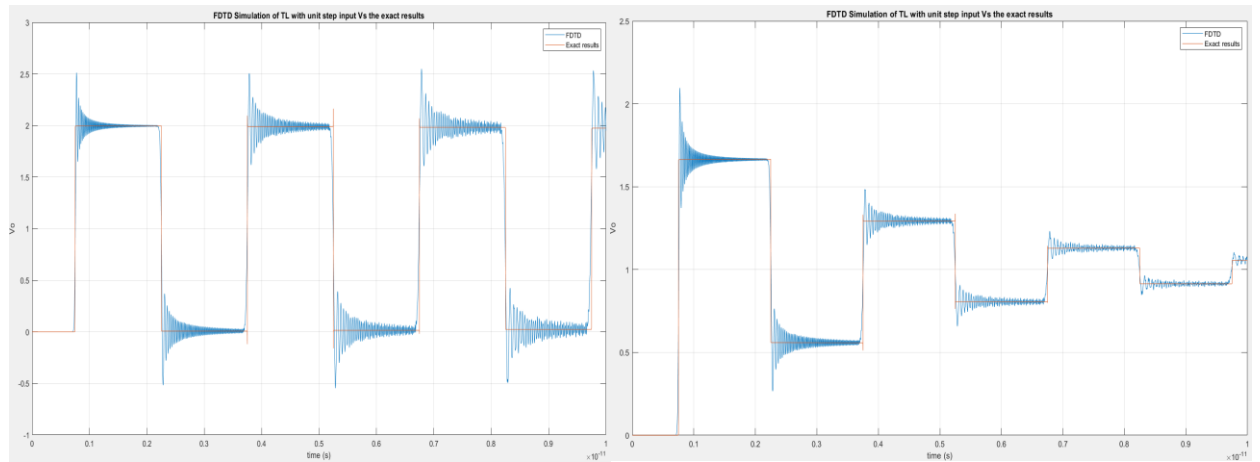 FDTD Simulation of TL with unit step input Vs the exact results
FDTD
Exact results
3
2.5
2
1.5
1
0.5
0
-0.5
-1
Vo
0 0.1 0.2 0.3 0.4 0.5 0.6 0.7 0.8 0.9 1
time (s)
×10⁻¹¹
FDTD Simulation of TL with unit step input Vs the exact results
FDTD
Exact results
2.5
2
1.5
1
0.5
0
Vo
0.1 0.2 0.3 0.4 0.5 0.6 0.7 0.8 0.9 1
time (s)
×10⁻¹¹